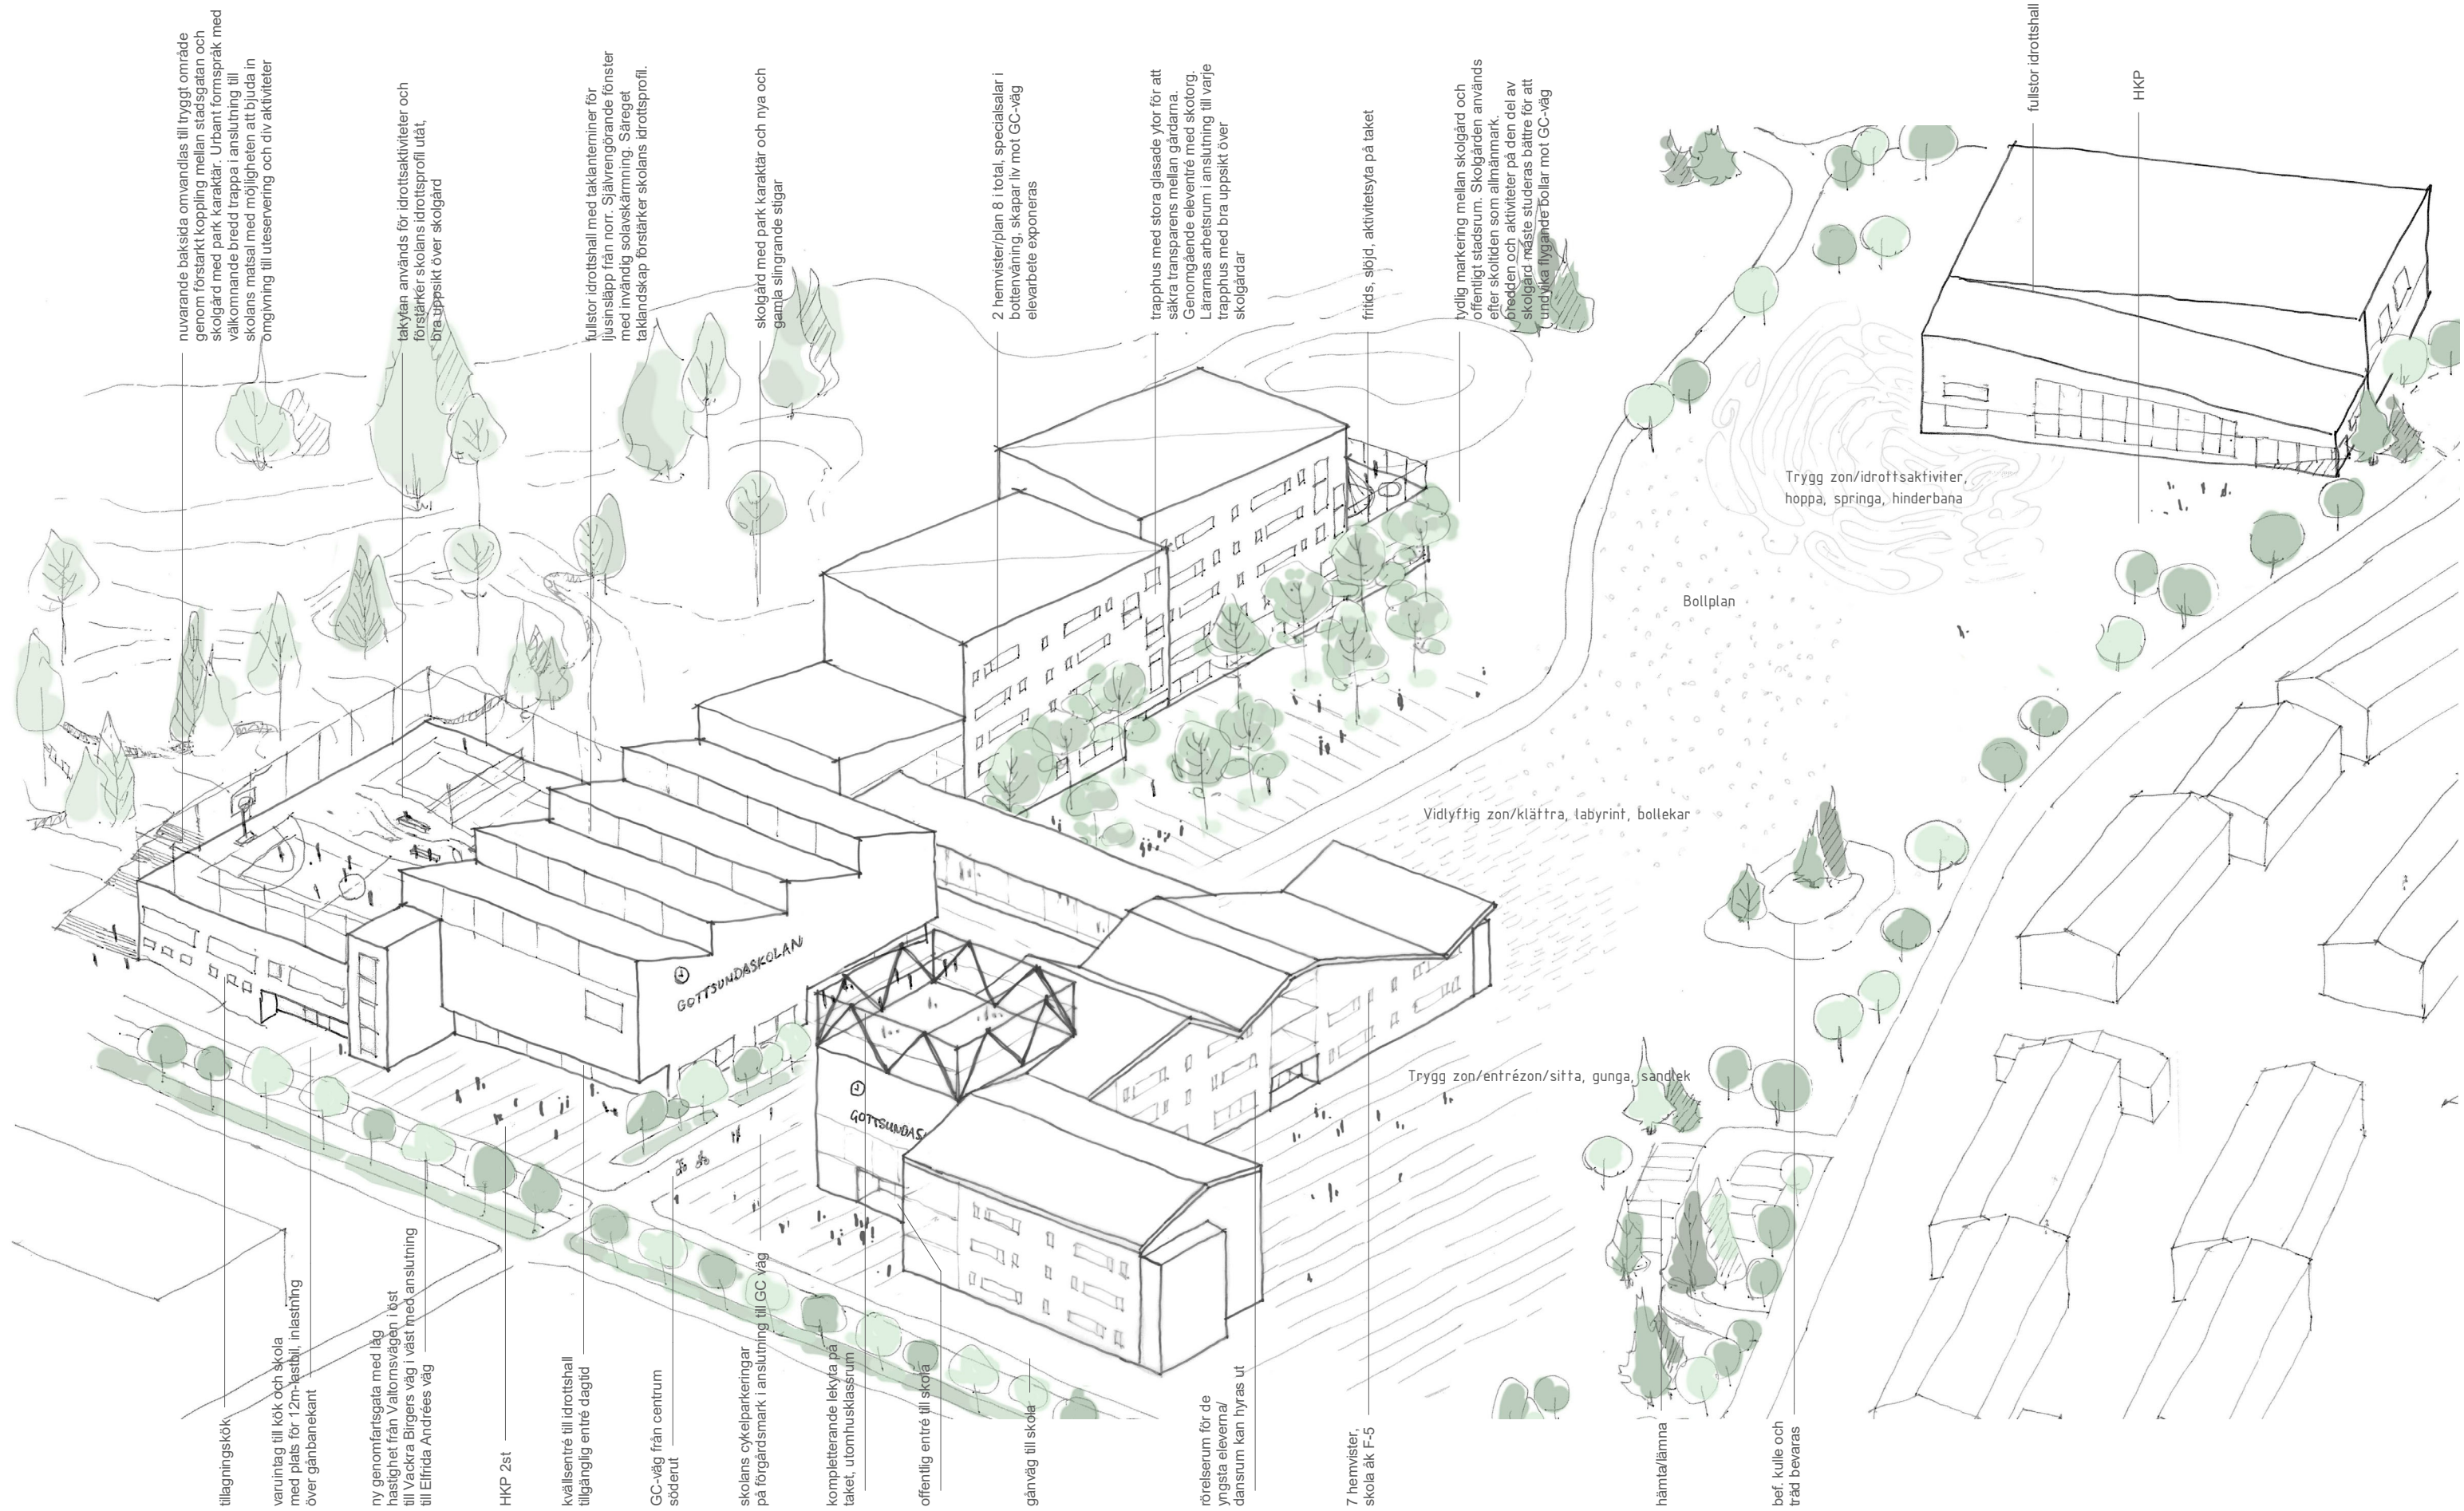 nuvarande baksida omvandlas till tryggt område
genom förstärkt koppling mellan stadsgatan och
skolgård med park karaktär. Urbant formspråk med
välkomnande bredd trappa i anslutning till
skolans matsal med möjligheten att bjuda in
omgivning till uteservering och div aktiviteter
takytan används för idrottsaktiviteter och
förstärker skolans idrottsprofil utåt,
bra uppsikt över skolgård
fullstor idrottshall med taklanterniner för
ljusinsläpp från norr. Självrengörande fönster
med invändig solavskärmning. Säreget
taklandskap förstärker skolans idrottsprofil.
skolgård med park karaktär och nya och
gamla slingrande stigar
2 hemvister/plan 8 i total, specialsalar i
bottenvåning, skapar liv mot GC-väg
elevarbete exponeras
trapphus med stora glasade ytor för att
säkra transparens mellan gårdarna.
Genomgående eleventré med skotorg.
Lärarnas arbetsrum i anslutning till varje
trapphus med bra uppsikt över
skolgårdar
fritids, slöjd, aktivitetsyta på taket
tydlig markering mellan skolgård och
offentligt stadsrum. Skolgården används
efter skoltiden som allmänmark.
bredden och aktiviteter på den del av
skolgård måste studeras bättre för att
undvika flygande bollar mot GC-väg
fullstor idrottshall
HKP
Trygg zon/idrottsaktiviter,
hoppa, springa, hinderbana
Bollplan
Vidlyftig zon/klättra, labyrint, bollekar
Trygg zon/entrézon/sitta, gunga, sandlek
GOTTSUNDASKOLAN
GOTTSUNDAS
tillagningskök
varuintag till kök och skola
med plats för 12m-lastbil, inlastning
över gånbanekant
ny genomfartsgata med låg
hastighet från Valtornsvägen i öst
till Vackra Birgers väg i väst med anslutning
till Elfrida Andrées väg
HKP 2st
kvällsentré till idrottshall
tillgänglig entré dagtid
GC-väg från centrum
söderut
skolans cykelparkeringar
på förgårdsmark i anslutning till GC väg
kompletterande lekyta på
taket, utomhusklassrum
offentlig entré till skola
gånväg till skola
rörelserum för de
yngsta eleverna/
dansrum kan hyras ut
7 hemvister,
skola åk F-5
hämta/lämna
bef. kulle och
träd bevaras